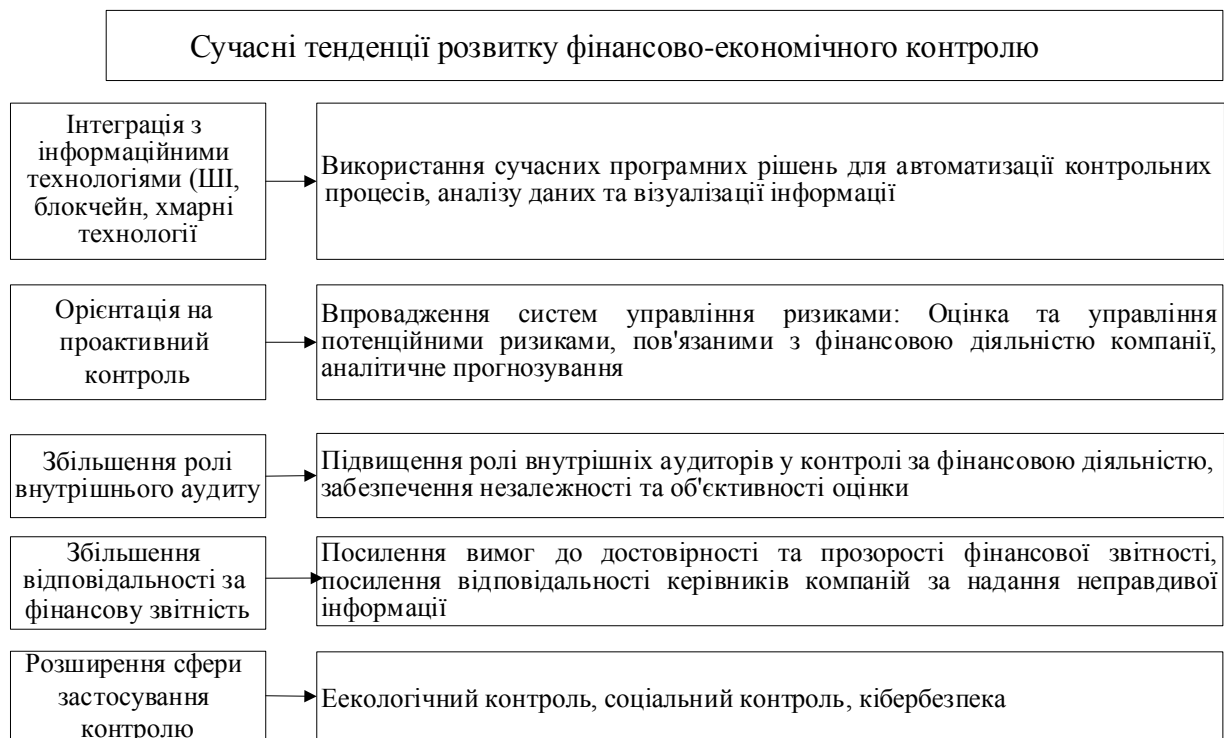 Сучасні тенденції розвитку фінансово-економічного контролю
Інтеграція з
інформаційними
технологіями (ШІ,
блокчейн, хмарні
технології
Використання сучасних програмних рішень для автоматизації контрольних
процесів, аналізу даних та візуалізації інформації
Орієнтація на
проактивний
контроль
Впровадження систем управління ризиками: Оцінка та управління
потенційними ризиками, пов'язаними з фінансовою діяльністю компанії,
аналітичне прогнозування
Збільшення ролі
внутрішнього аудиту
Підвищення ролі внутрішніх аудиторів у контролі за фінансовою діяльністю,
забезпечення незалежності та об'єктивності оцінки
Збільшення
відповідальності за
фінансову звітність
Посилення вимог до достовірності та прозорості фінансової звітності,
посилення відповідальності керівників компаній за надання неправдивої
інформації
Розширення сфери
застосування
контролю
Еекологічний контроль, соціальний контроль, кібербезпека